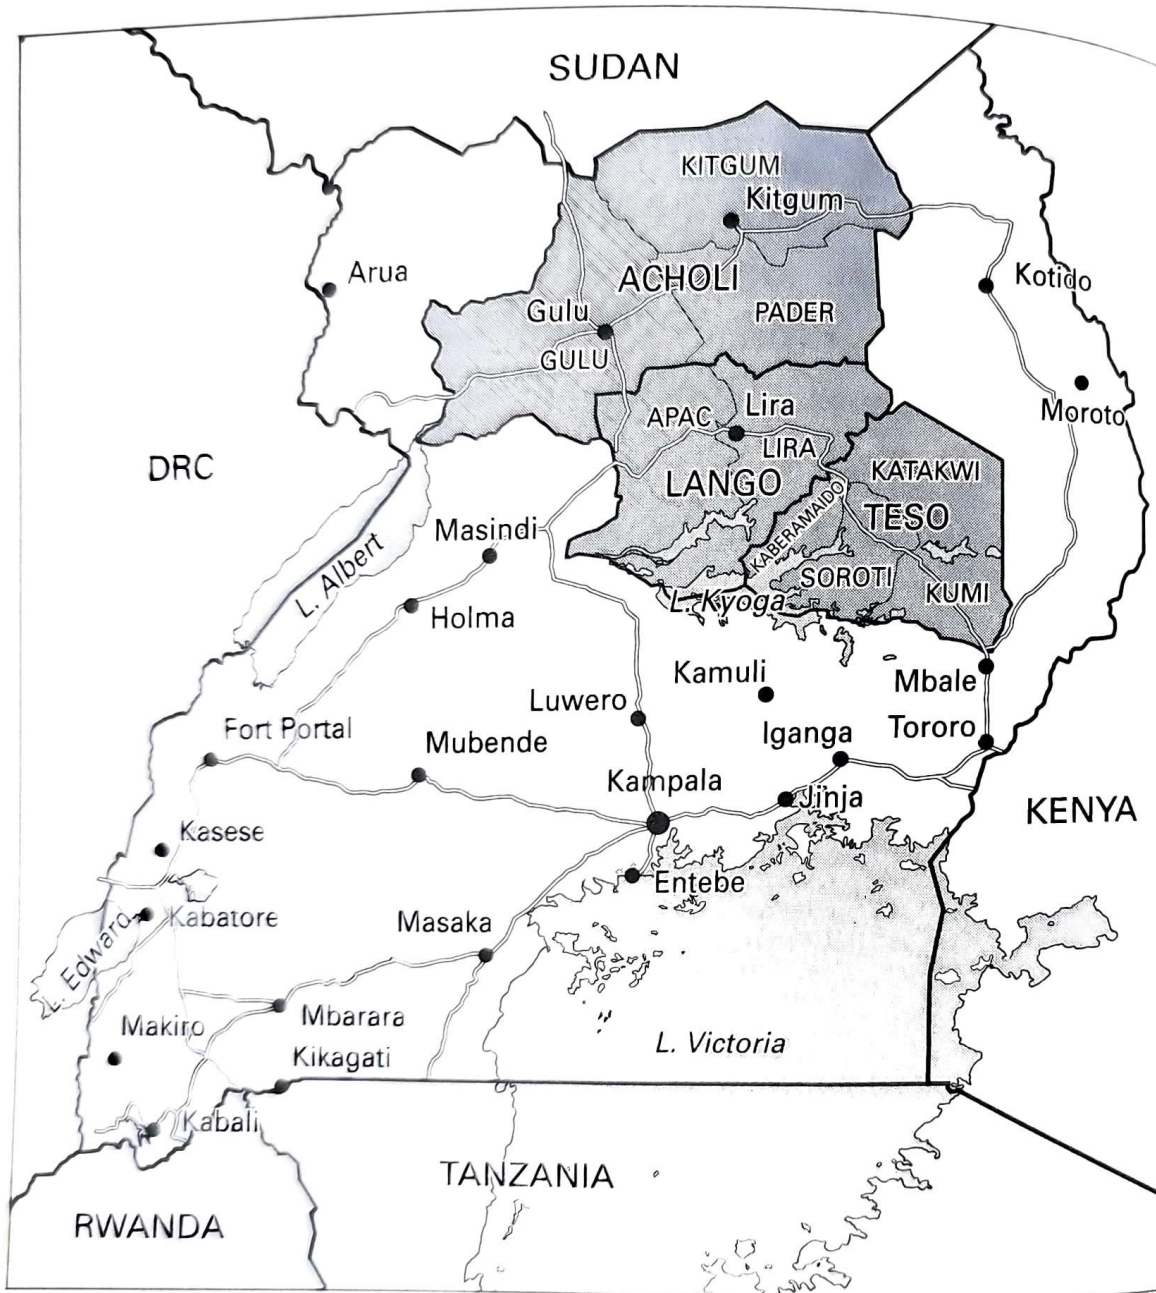 SUDAN
KITGUM
Kitgum
Arua
ACHOLI
Kotido
Gulu
PADER
GULU
Moroto
APAC
Lira
LIRA
DRC
LANGO
KATAKWI
TESO
KABERAMAIDO
Masindi
L. Albert
SOROTI
KUMI
L. Kyoga
Holma
Kamuli
Mbale
Luwero
Fort Portal
Mubende
Iganga
Tororo
Kampala
Jinja
KENYA
Kasese
Entebe
L. Edward
Kabatore
Masaka
Makiro
Mbarara
L. Victoria
Kikagati
Kabali
TANZANIA
RWANDA